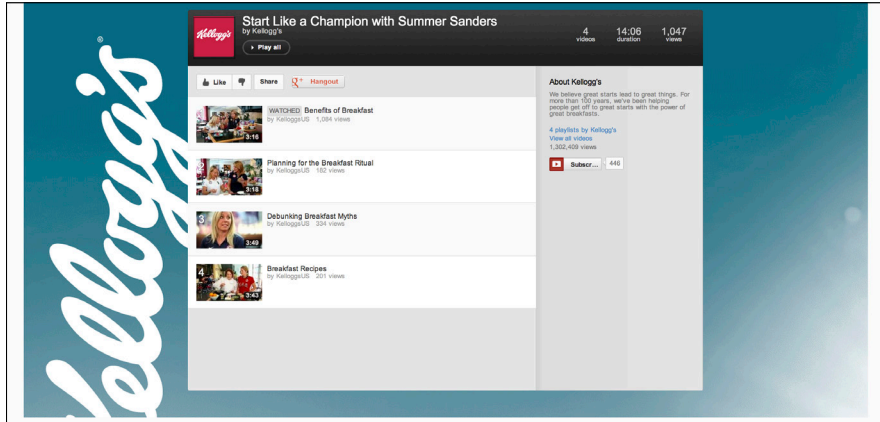 Kellogg's
®
Kellogg's
Start Like a Champion with Summer Sanders
by Kellogg's
Play all
4 videos
14:06 duration
1,047 views
Like
Share
g+ Hangout
WATCHED Benefits of Breakfast
by KelloggsUS 1,084 views
3:16
2
Planning for the Breakfast Ritual
by KelloggsUS 182 views
3:18
3
Debunking Breakfast Myths
by KelloggsUS 334 views
3:49
4
Breakfast Recipes
by KelloggsUS 201 views
3:43
About Kellogg's
We believe great starts lead to great things. For
more than 100 years, we've been helping
people get off to great starts with the power of
great breakfasts.
4 playlists by Kellogg's
View all videos
1,302,409 views
Subscr...
446